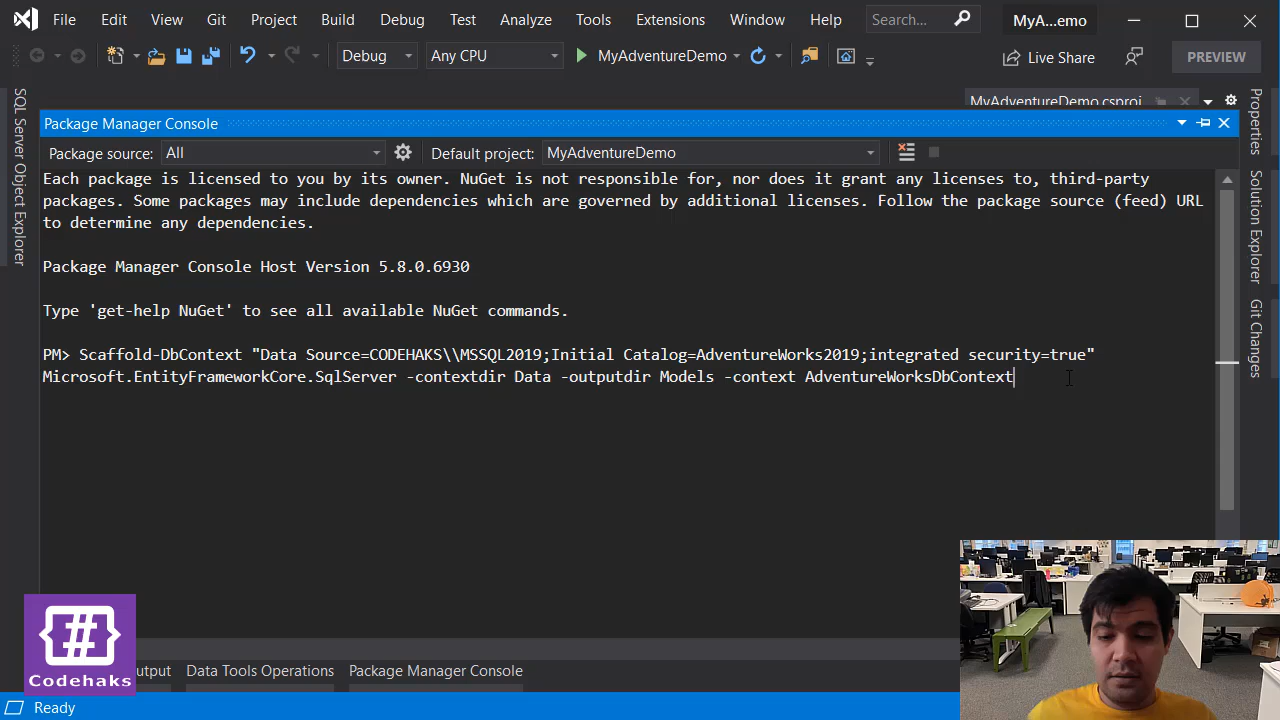 File Edit View Git Project Build Debug Test Analyze Tools Extensions Window Help Search... MyA...emo
Debug Any CPU MyAdventureDemo Live Share PREVIEW
MyAdventureDemo.csproj
Package Manager Console
Package source: All Default project: MyAdventureDemo
Each package is licensed to you by its owner. NuGet is not responsible for, nor does it grant any licenses to, third-party
packages. Some packages may include dependencies which are governed by additional licenses. Follow the package source (feed) URL
to determine any dependencies.
Package Manager Console Host Version 5.8.0.6930
Type 'get-help NuGet' to see all available NuGet commands.
PM> Scaffold-DbContext "Data Source=CODEHAKS\\MSSQL2019;Initial Catalog=AdventureWorks2019;integrated security=true"
Microsoft.EntityFrameworkCore.SqlServer -contextdir Data -outputdir Models -context AdventureWorksDbContext
SQL Server Object Explorer
Properties
Solution Explorer
Git Changes
{#}
Codehaks
utput Data Tools Operations Package Manager Console
Ready